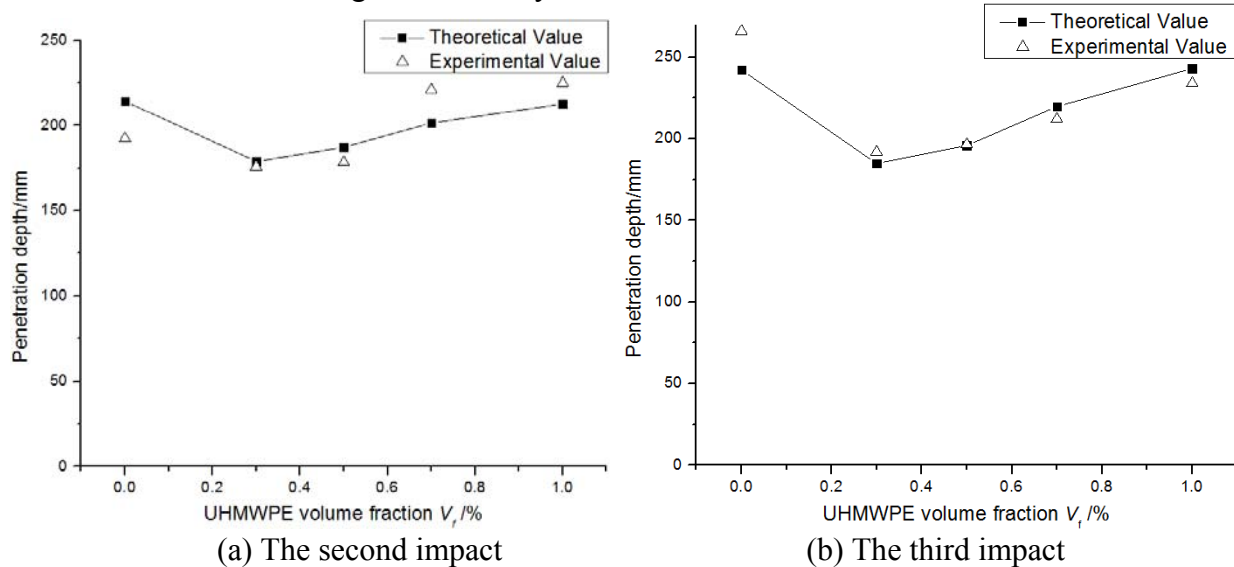 Theoretical Value
Experimental Value
250
200
150
100
50
0
Penetration depth/mm
0.0 0.2 0.4 0.6 0.8 1.0
UHMWPE volume fraction Vf /%
(a) The second impact
Theoretical Value
Experimental Value
250
200
150
100
50
0
Penetration depth/mm
0.0 0.2 0.4 0.6 0.8 1.0
UHMWPE volume fraction Vf /%
(b) The third impact